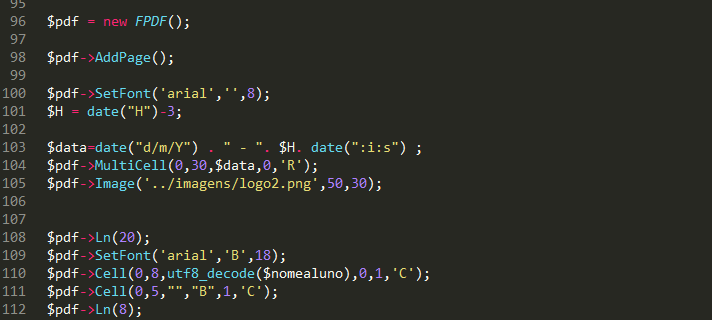 95
96 $pdf = new FPDF();
97
98 $pdf->AddPage();
99
100 $pdf->SetFont('arial','',8);
101 $H = date("H")-3;
102
103 $data=date("d/m/Y") . " - ". $H. date(":i:s") ;
104 $pdf->MultiCell(0,30,$data,0,'R');
105 $pdf->Image('../imagens/logo2.png',50,30);
106
107
108 $pdf->Ln(20);
109 $pdf->SetFont('arial','B',18);
110 $pdf->Cell(0,8,utf8_decode($nomealuno),0,1,'C');
111 $pdf->Cell(0,5,"","B",1,'C');
112 $pdf->Ln(8);